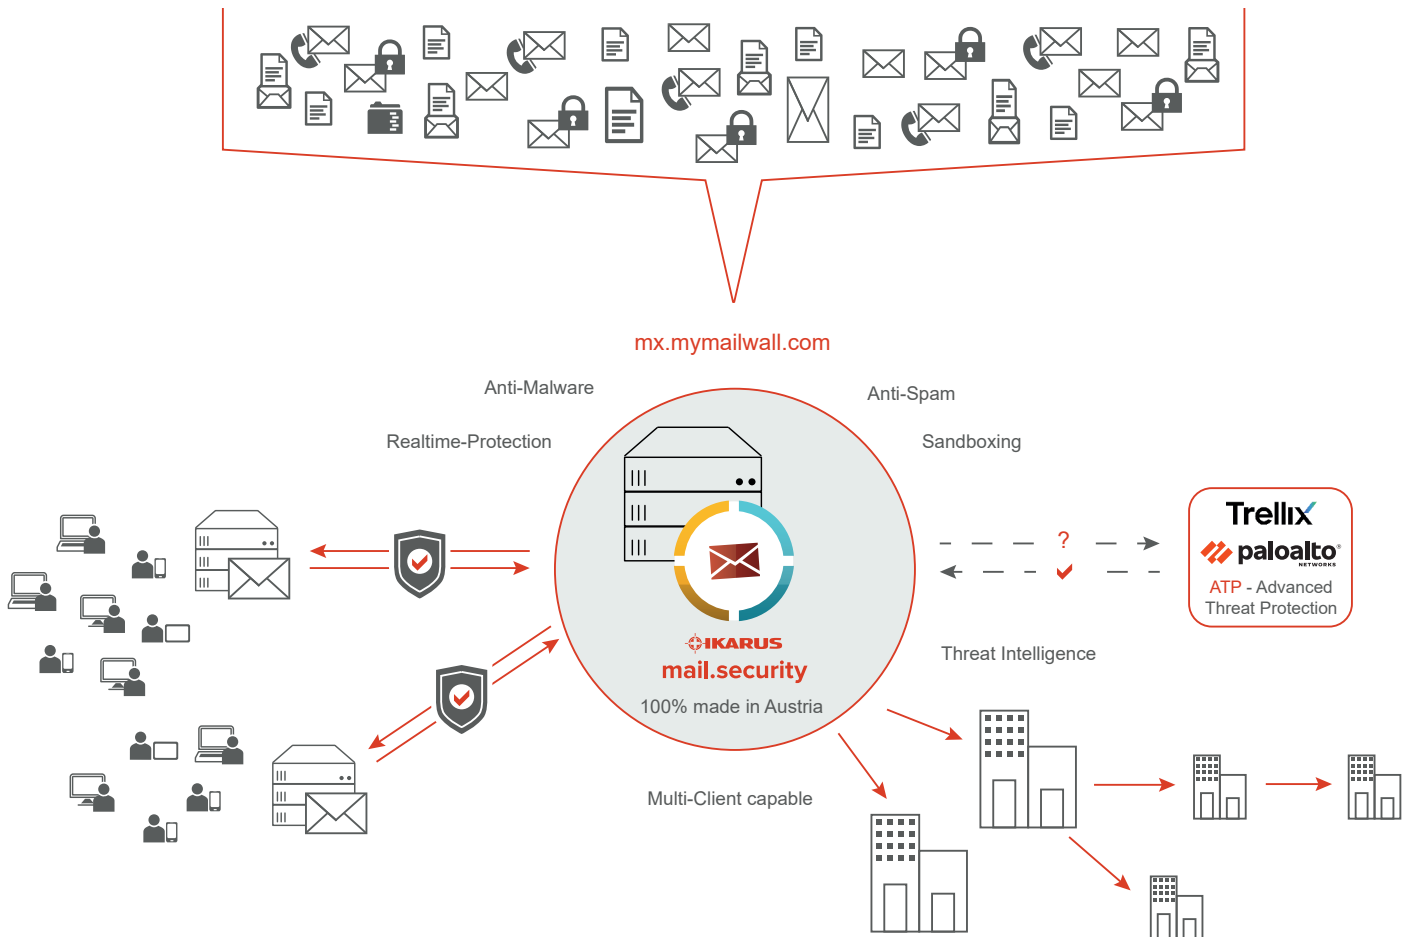 mx.mymailwall.com
Anti-Malware
Anti-Spam
Realtime-Protection
Sandboxing
Trellix
paloalto®
NETWORKS
ATP - Advanced
Threat Protection
?
IKARUS
mail.security
100% made in Austria
Threat Intelligence
Multi-Client capable